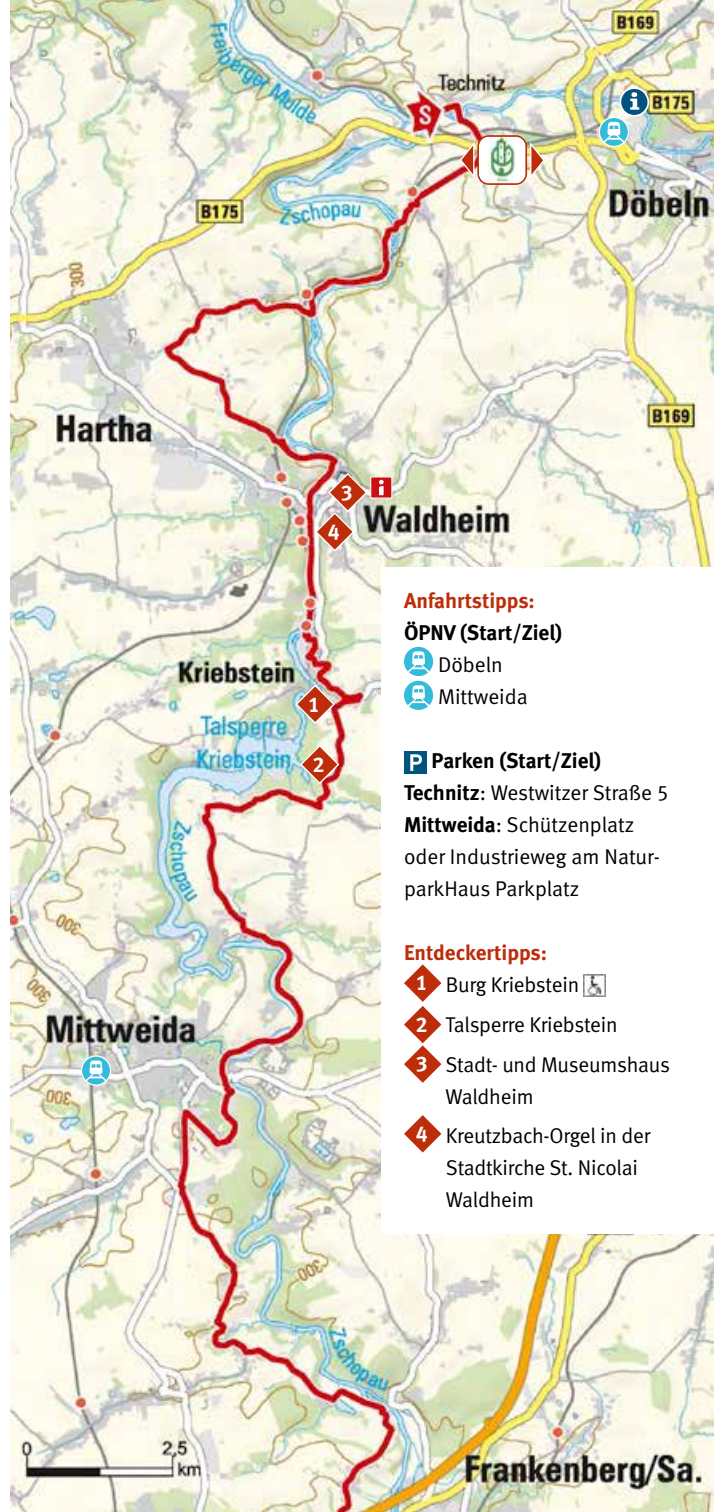 B169
Freiberger Mulde
Technitz
S
i
B175
Döbeln
Zschopau
B175
300
B169
Hartha
3
i
Waldheim
4
Kriebstein
1
Talsperre
Kriebstein
2
Zschopau
300
Mittweida
300
300
Zschopau
0
2,5
km
Frankenberg/Sa.
Anfahrtstipps:
ÖPNV (Start/Ziel)
Döbeln
Mittweida
P Parken (Start/Ziel)
Technitz: Westwitzer Straße 5
Mittweida: Schützenplatz
oder Industrieweg am Natur-
parkHaus Parkplatz
Entdeckertipps:
1 Burg Kriebstein
2 Talsperre Kriebstein
3 Stadt- und Museumshaus
Waldheim
4 Kreutzbach-Orgel in der
Stadtkirche St. Nicolai
Waldheim